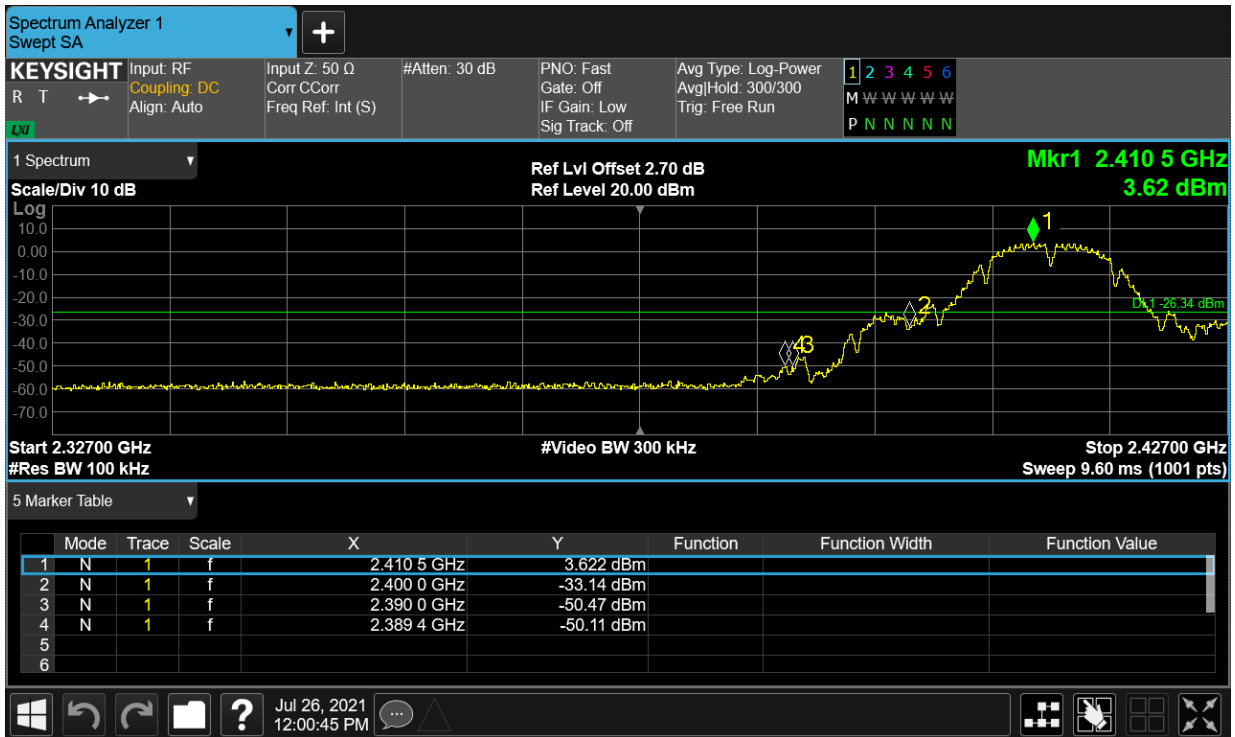 Spectrum Analyzer 1
Swept SA
KEYSIGHT
R T
LXI
Input: RF
Coupling: DC
Align: Auto
Input Z: 50 Ω
Corr CCorr
Freq Ref: Int (S)
#Atten: 30 dB
PNO: Fast
Gate: Off
IF Gain: Low
Sig Track: Off
Avg Type: Log-Power
Avg|Hold: 300/300
Trig: Free Run
1 2 3 4 5 6
M W W W W W
P N N N N N
1 Spectrum
Scale/Div 10 dB
Ref Lvl Offset 2.70 dB
Ref Level 20.00 dBm
Mkr1 2.410 5 GHz
3.62 dBm
Log
10.0
0.00
-10.0
-20.0
-30.0
-40.0
-50.0
-60.0
-70.0
1
2
4 3
DL1 -26.34 dBm
Start 2.32700 GHz
#Res BW 100 kHz
#Video BW 300 kHz
Stop 2.42700 GHz
Sweep 9.60 ms (1001 pts)
5 Marker Table
Mode Trace Scale X Y Function Function Width Function Value
1 N 1 f 2.410 5 GHz 3.622 dBm
2 N 1 f 2.400 0 GHz -33.14 dBm
3 N 1 f 2.390 0 GHz -50.47 dBm
4 N 1 f 2.389 4 GHz -50.11 dBm
5
6
?
Jul 26, 2021
12:00:45 PM